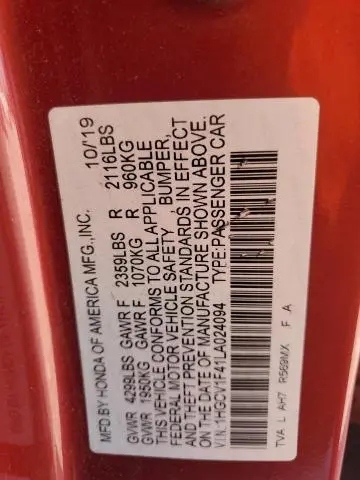 MFD BY HONDA OF AMERICA MFG.,INC. 10/19
GVWR 4299LBS GAWR F 2359LBS R 2116LBS
GVWR 1950KG GAWR F 1070KG R 960KG
THIS VEHICLE CONFORMS TO ALL APPLICABLE
FEDERAL MOTOR VEHICLE SAFETY , BUMPER,
AND THEFT PREVENTION STANDARDS IN EFFECT
ON THE DATE OF MANUFACTURE SHOWN ABOVE.
V.I.N. 1HGCV1F41LA024094 TYPE:PASSENGER CAR
TVA L AH7 R569MX F A